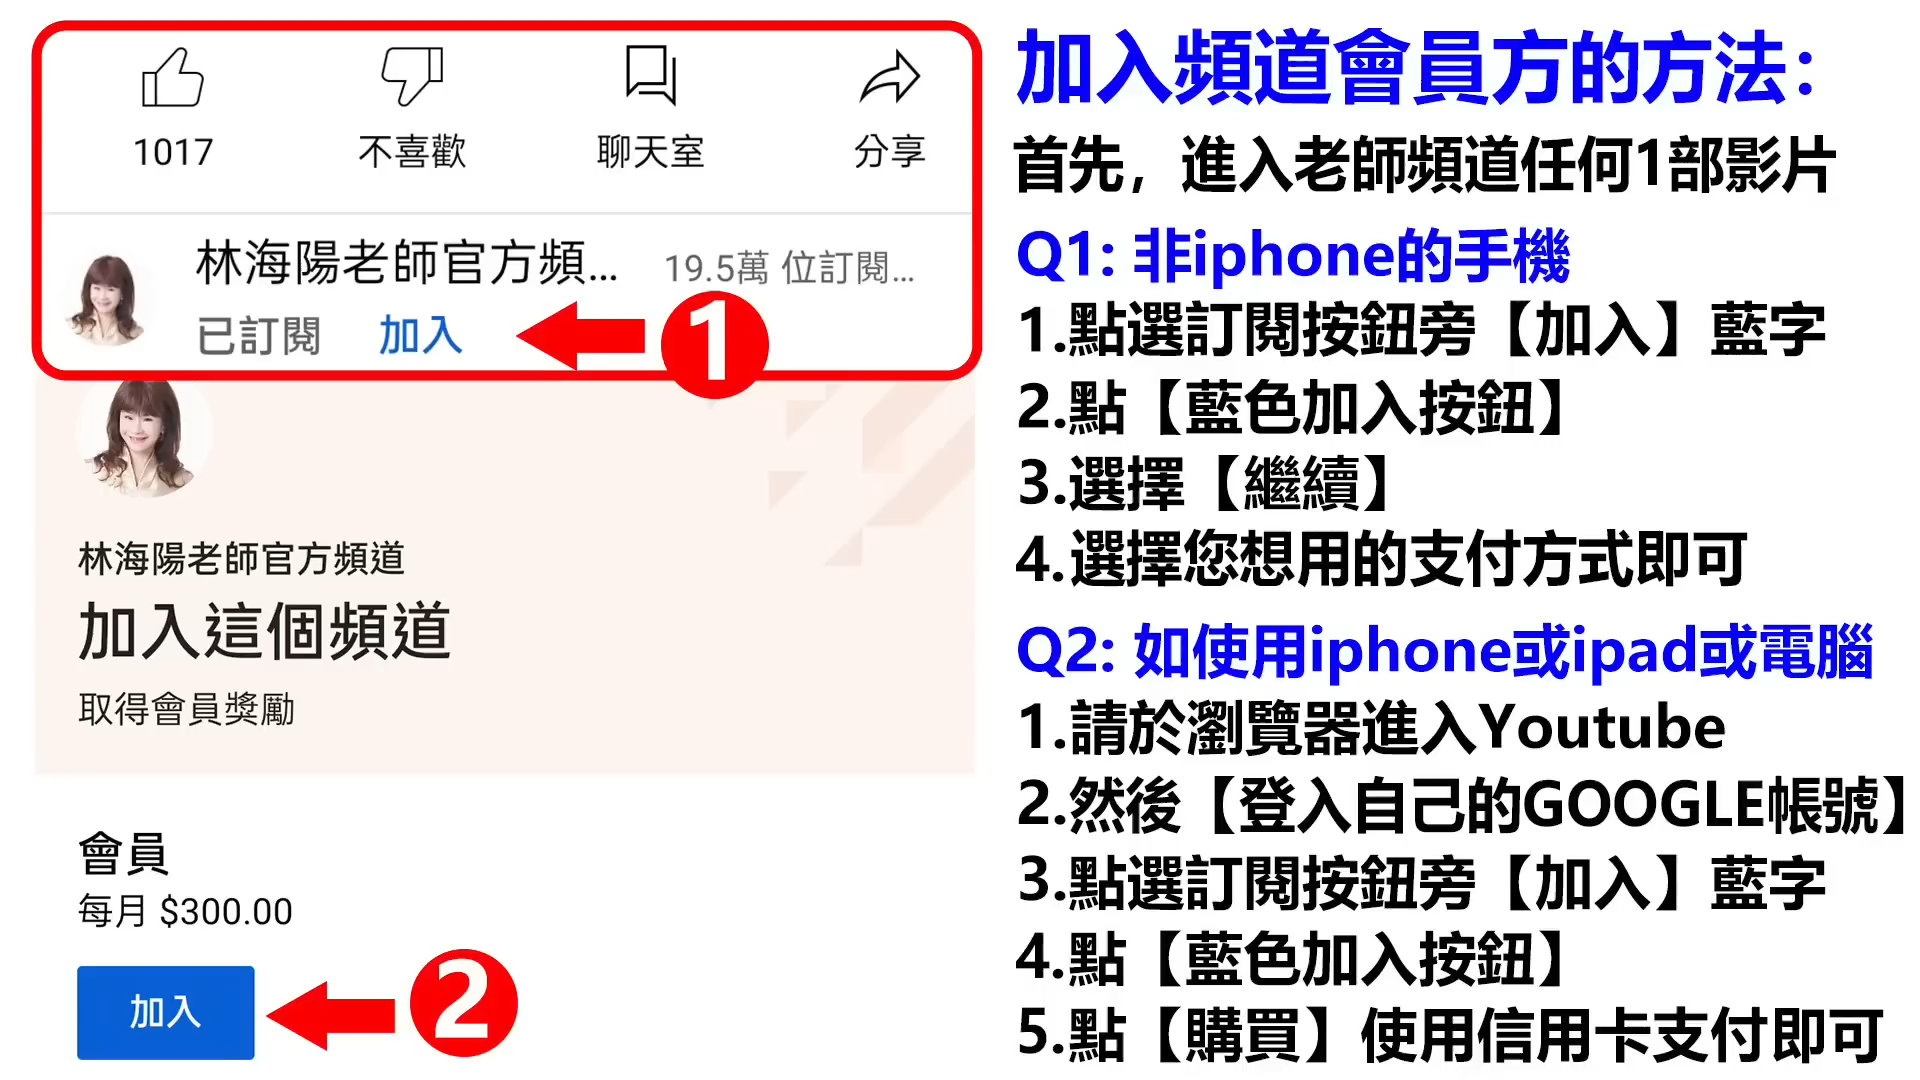 1017
不喜歡
聊天室
分享
林海陽老師官方頻...
19.5萬 位訂閱...
已訂閱
加入
1
林海陽老師官方頻道
加入這個頻道
取得會員獎勵
會員
每月 $300.00
加入
2
加入頻道會員方的方法：
首先，進入老師頻道任何1部影片
Q1: 非iphone的手機
1.點選訂閱按鈕旁【加入】藍字
2.點【藍色加入按鈕】
3.選擇【繼續】
4.選擇您想用的支付方式即可
Q2: 如使用iphone或ipad或電腦
1.請於瀏覽器進入Youtube
2.然後【登入自己的GOOGLE帳號】
3.點選訂閱按鈕旁【加入】藍字
4.點【藍色加入按鈕】
5.點【購買】使用信用卡支付即可